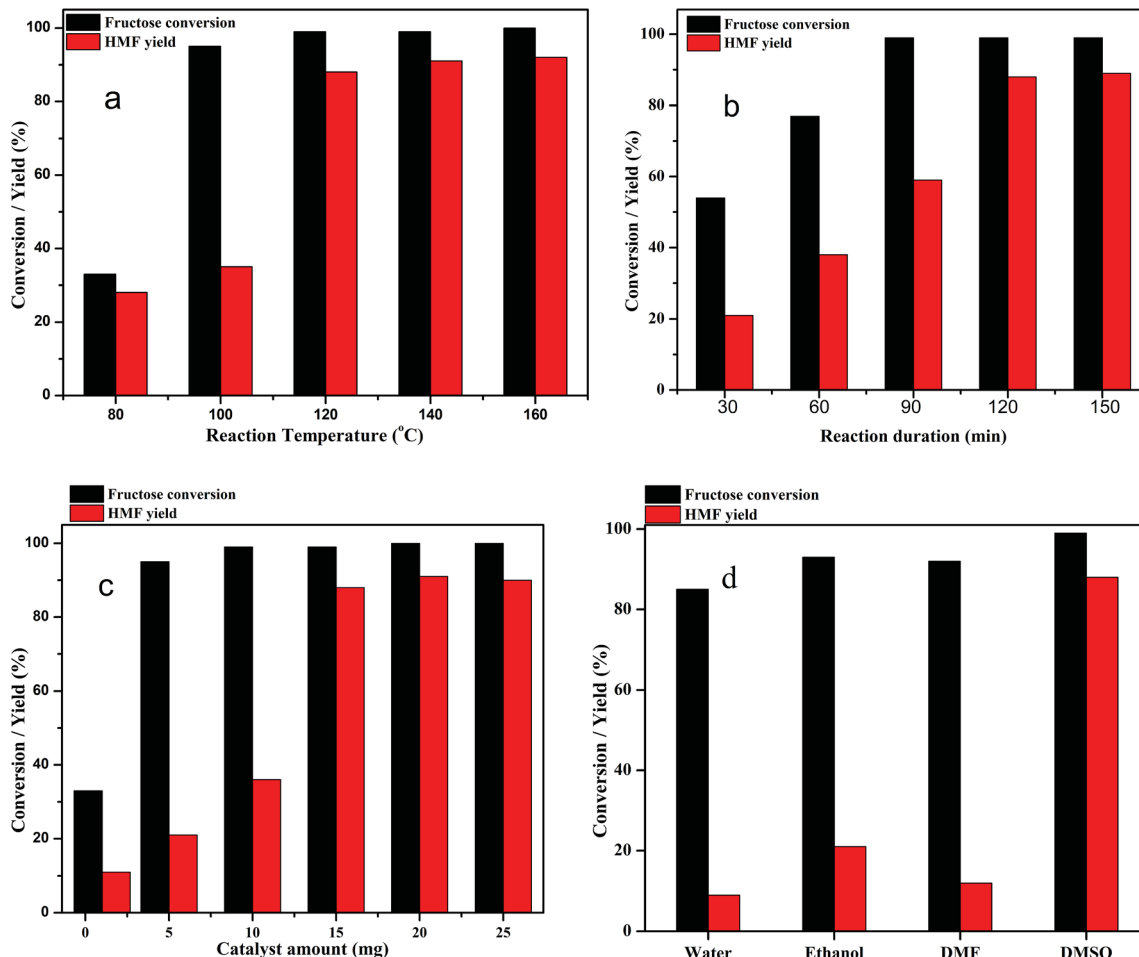 Fructose conversion
HMF yield
a
100
80
60
40
20
0
Conversion / Yield (%)
80 100 120 140 160
Reaction Temperature (°C)
Fructose conversion
HMF yield
b
100
80
60
40
20
0
Conversion / Yield (%)
30 60 90 120 150
Reaction duration (min)
Fructose conversion
HMF yield
c
100
80
60
40
20
0
Conversion / Yield (%)
0 5 10 15 20 25
Catalyst amount (mg)
Fructose conversion
HMF yield
d
100
80
60
40
20
0
Conversion / Yield (%)
Water Ethanol DMF DMSO